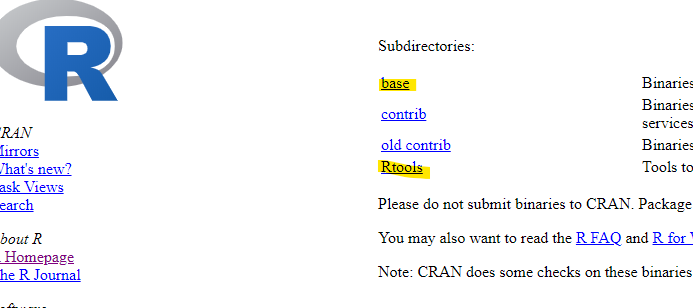 R
CRAN
Mirrors
What's new?
Task Views
Search
About R
R Homepage
The R Journal
Subdirectories:
base Binaries
contrib Binaries
services
old contrib Binaries
Rtools Tools to
Please do not submit binaries to CRAN. Package
You may also want to read the R FAQ and R for
Note: CRAN does some checks on these binaries